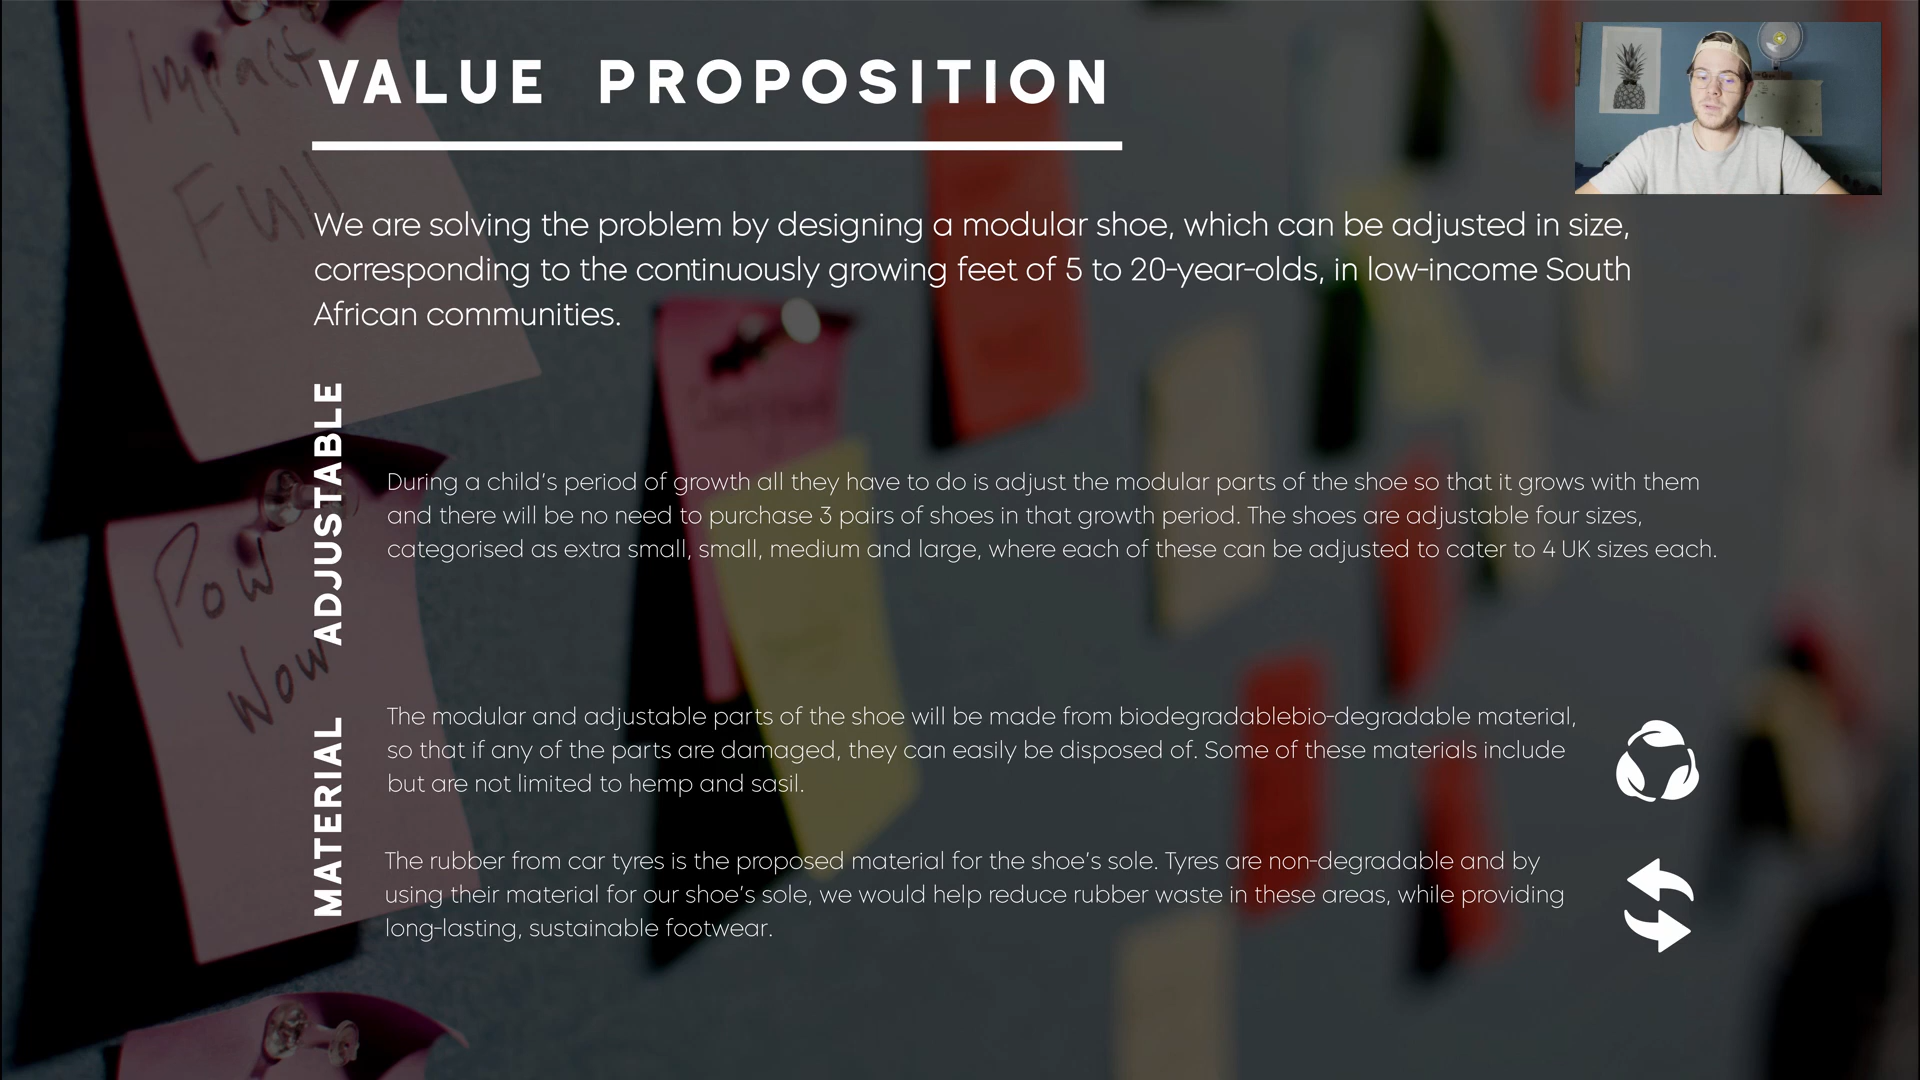 Impact
Full
VALUE PROPOSITION
We are solving the problem by designing a modular shoe, which can be adjusted in size,
corresponding to the continuously growing feet of 5 to 20-year-olds, in low-income South
African communities.
ADJUSTABLE
During a child's period of growth all they have to do is adjust the modular parts of the shoe so that it grows with them
and there will be no need to purchase 3 pairs of shoes in that growth period. The shoes are adjustable four sizes,
categorised as extra small, small, medium and large, where each of these can be adjusted to cater to 4 UK sizes each.
Pow
Wow
MATERIAL
The modular and adjustable parts of the shoe will be made from biodegradablebio-degradable material,
so that if any of the parts are damaged, they can easily be disposed of. Some of these materials include
but are not limited to hemp and sasil.
The rubber from car tyres is the proposed material for the shoe's sole. Tyres are non-degradable and by
using their material for our shoe's sole, we would help reduce rubber waste in these areas, while providing
long-lasting, sustainable footwear.